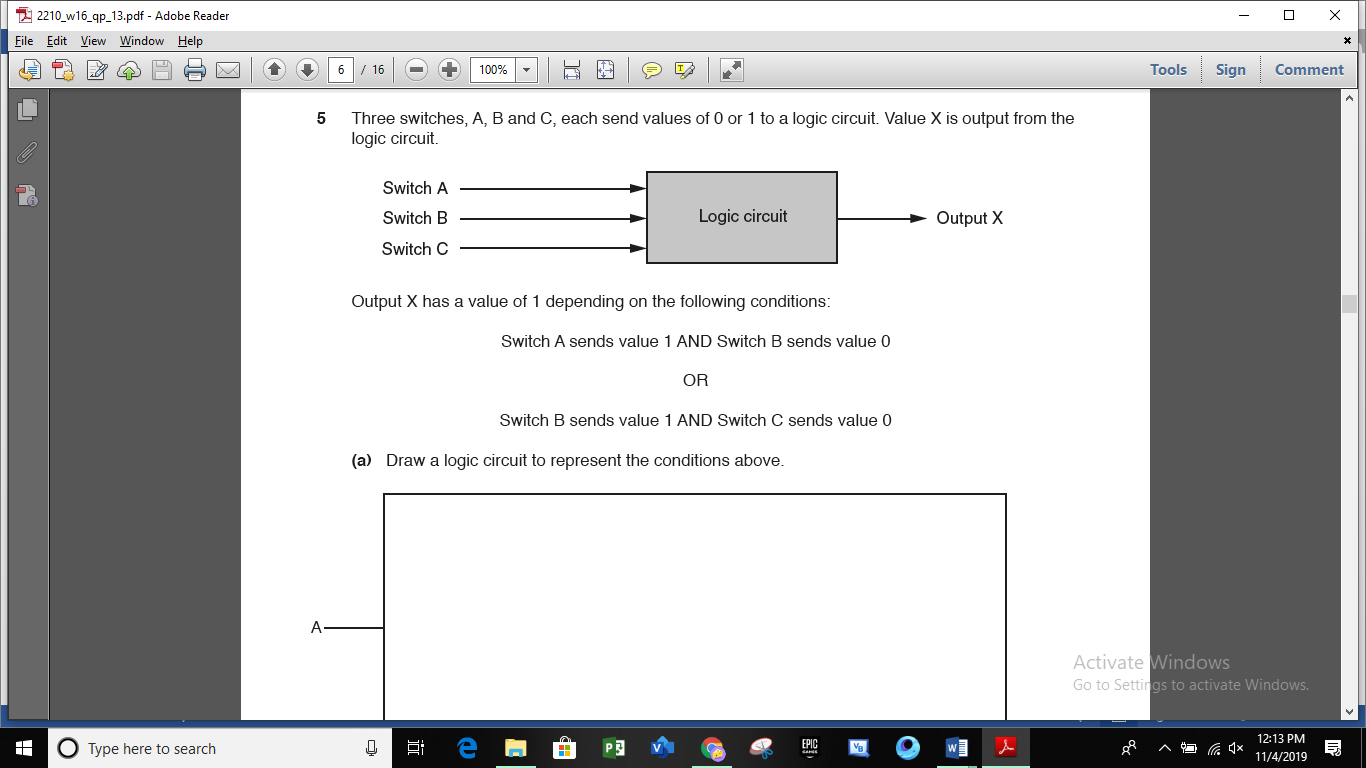 2210_w16_qp_13.pdf - Adobe Reader
File Edit View Window Help
6 / 16 100% Tools Sign Comment
5 Three switches, A, B and C, each send values of 0 or 1 to a logic circuit. Value X is output from the
logic circuit.
Switch A
Switch B
Switch C
Logic circuit
Output X
Output X has a value of 1 depending on the following conditions:
Switch A sends value 1 AND Switch B sends value 0
OR
Switch B sends value 1 AND Switch C sends value 0
(a) Draw a logic circuit to represent the conditions above.
A
Activate Windows
Go to Settings to activate Windows.
Type here to search
EPIC
GAMES
VB
12:13 PM
11/4/2019